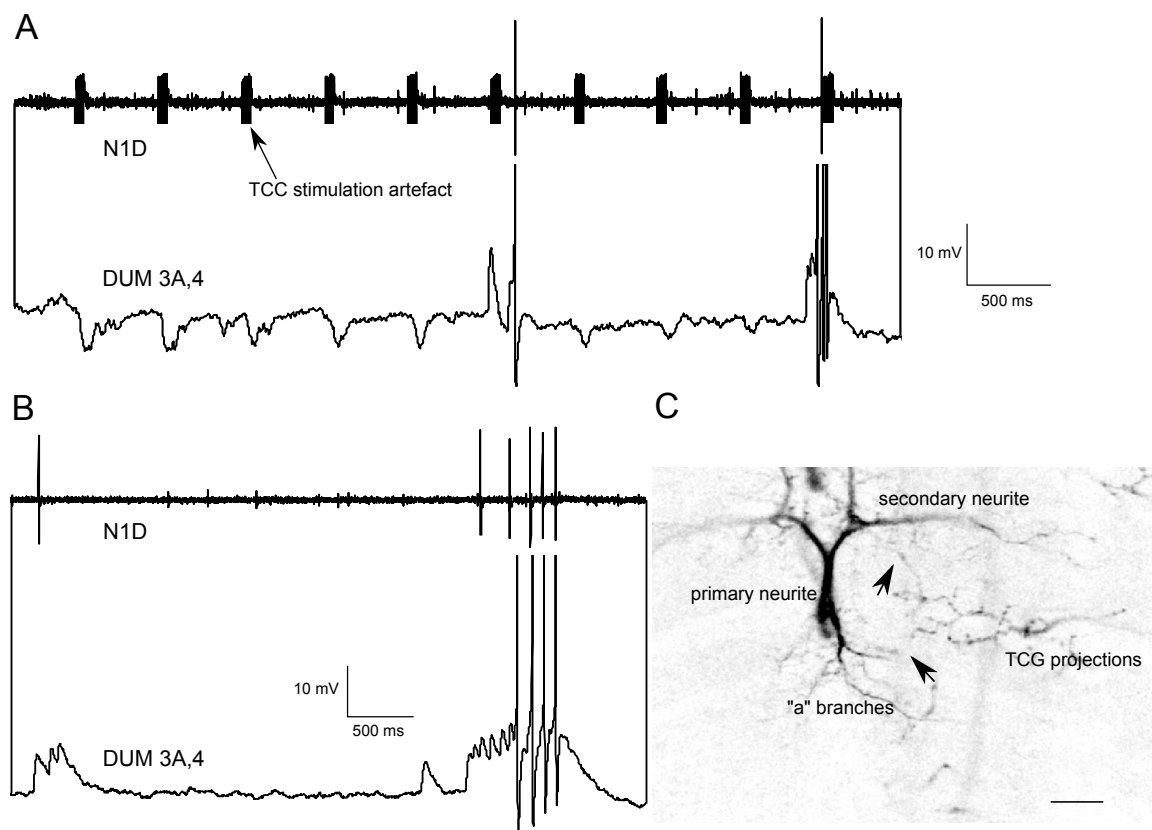 A
N1D
TCC stimulation artefact
DUM 3A,4
10 mV
500 ms
B
N1D
10 mV
500 ms
DUM 3A,4
C
secondary neurite
primary neurite
TCG projections
"a" branches